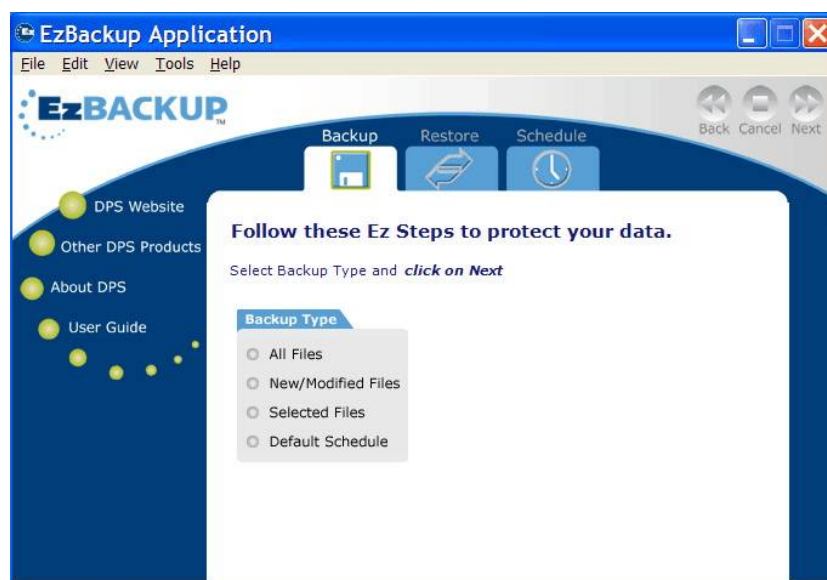 EzBackup Application
File Edit View Tools Help
EzBACKUP TM
Backup Restore Schedule
Back Cancel Next
DPS Website
Other DPS Products
About DPS
User Guide
Follow these Ez Steps to protect your data.
Select Backup Type and click on Next
Backup Type
All Files
New/Modified Files
Selected Files
Default Schedule